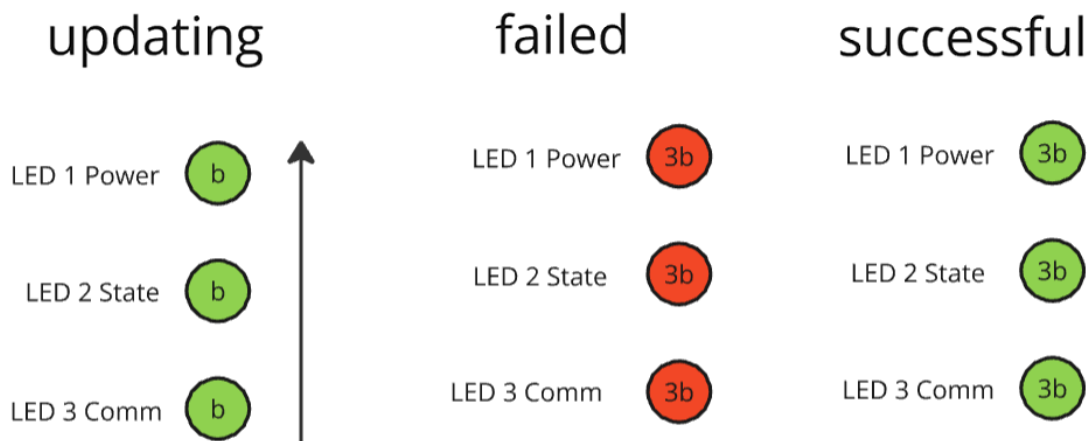 updating
LED 1 Power b
LED 2 State b
LED 3 Comm b
failed
LED 1 Power 3b
LED 2 State 3b
LED 3 Comm 3b
successful
LED 1 Power 3b
LED 2 State 3b
LED 3 Comm 3b